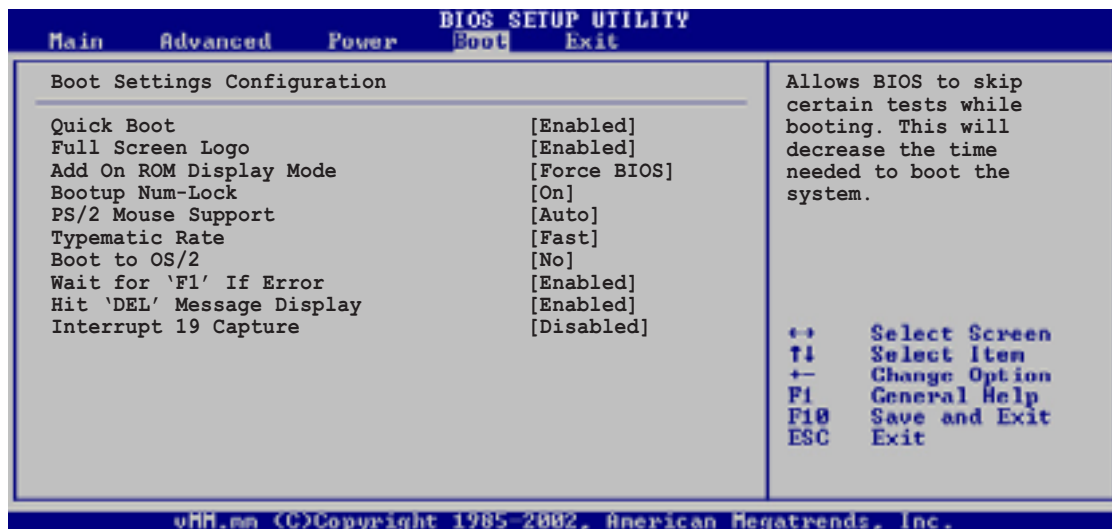 BIOS SETUP UTILITY
Main Advanced Power Boot Exit
Boot Settings Configuration
Quick Boot [Enabled]
Full Screen Logo [Enabled]
Add On ROM Display Mode [Force BIOS]
Bootup Num-Lock [On]
PS/2 Mouse Support [Auto]
Typematic Rate [Fast]
Boot to OS/2 [No]
Wait for ‘F1’ If Error [Enabled]
Hit ‘DEL’ Message Display [Enabled]
Interrupt 19 Capture [Disabled]
Allows BIOS to skip
certain tests while
booting. This will
decrease the time
needed to boot the
system.
↔ Select Screen
↑↓ Select Item
+- Change Option
F1 General Help
F10 Save and Exit
ESC Exit
vMM.mm (C)Copyright 1985-2002, American Megatrends, Inc.